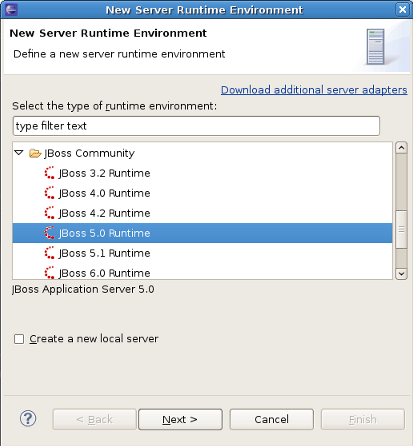 New Server Runtime Environment
New Server Runtime Environment
Define a new server runtime environment
Download additional server adapters
Select the type of runtime environment:
type filter text
JBoss Community
JBoss 3.2 Runtime
JBoss 4.0 Runtime
JBoss 4.2 Runtime
JBoss 5.0 Runtime
JBoss 5.1 Runtime
JBoss 6.0 Runtime
JBoss Application Server 5.0
Create a new local server
? < Back Next > Cancel Finish